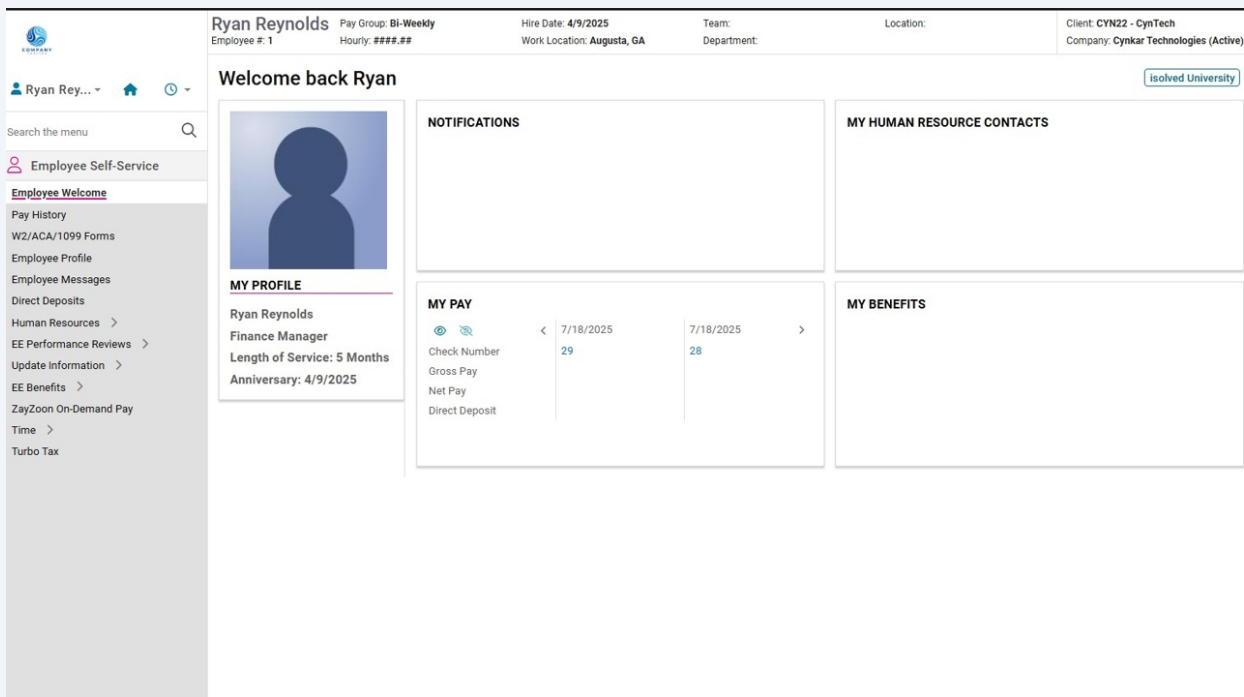 COMPANY
Ryan Rey...
Search the menu
Employee Self-Service
Employee Welcome
Pay History
W2/ACA/1099 Forms
Employee Profile
Employee Messages
Direct Deposits
Human Resources
EE Performance Reviews
Update Information
EE Benefits
ZayZoon On-Demand Pay
Time
Turbo Tax
Ryan Reynolds Pay Group: Bi-Weekly Hire Date: 4/9/2025 Team: Location: Client: CYN22 - CynTech
Employee #: 1 Hourly: ####.## Work Location: Augusta, GA Department: Company: Cynkar Technologies (Active)
Welcome back Ryan
isolved University
MY PROFILE
Ryan Reynolds
Finance Manager
Length of Service: 5 Months
Anniversary: 4/9/2025
NOTIFICATIONS
MY HUMAN RESOURCE CONTACTS
MY PAY
7/18/2025 7/18/2025
Check Number 29 28
Gross Pay
Net Pay
Direct Deposit
MY BENEFITS